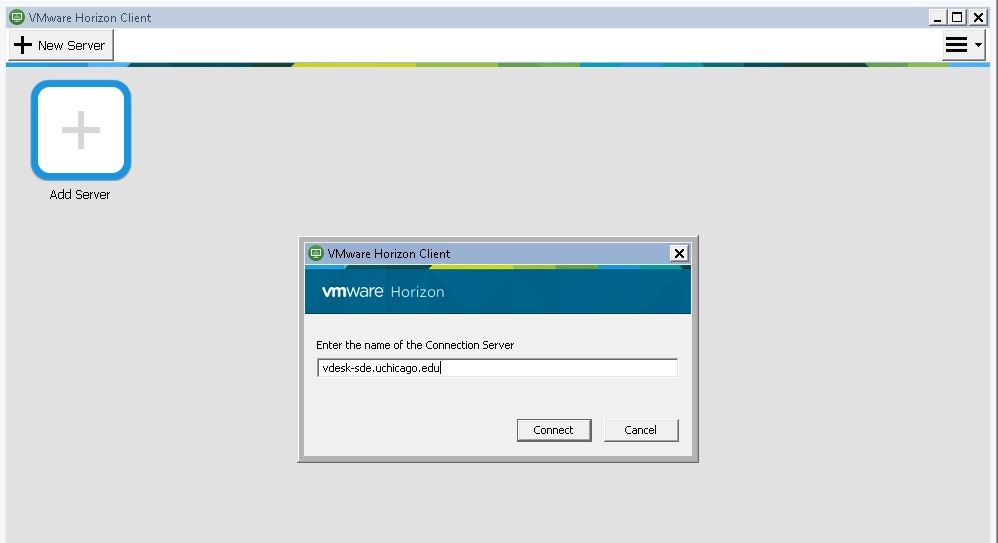 VMware Horizon Client
New Server
Add Server
VMware Horizon Client
vmware Horizon
Enter the name of the Connection Server
vdesk-sde.uchicago.edu
Connect
Cancel